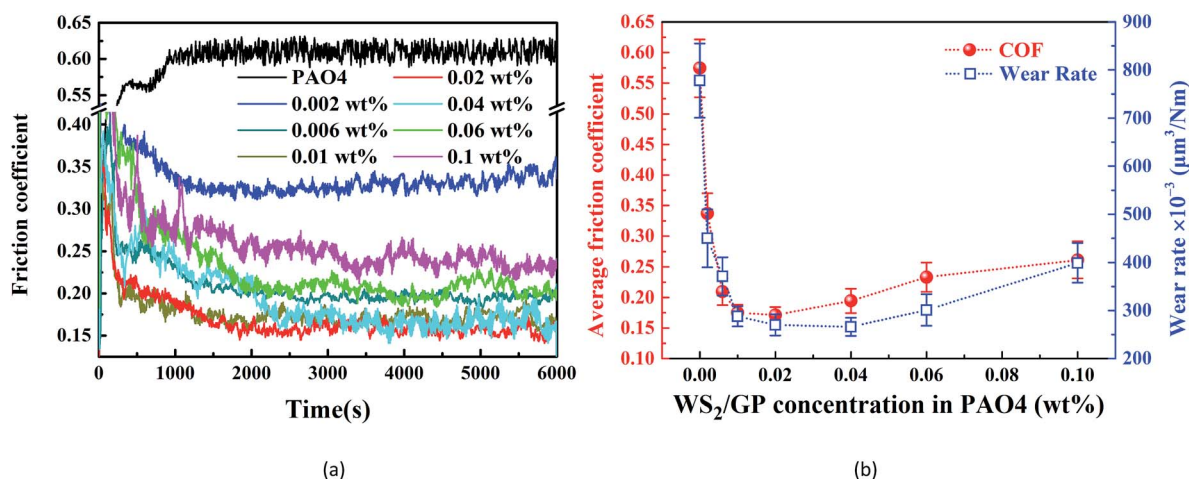 0.65
0.60
0.55
0.40
0.35
0.30
0.25
0.20
0.15
Friction coefficient
PAO4
0.02 wt%
0.002 wt%
0.04 wt%
0.006 wt%
0.06 wt%
0.01 wt%
0.1 wt%
0 1000 2000 3000 4000 5000 6000
Time(s)
(a)
0.65
0.60
0.55
0.50
0.45
0.40
0.35
0.30
0.25
0.20
0.15
0.10
Average friction coefficient
COF
Wear Rate
900
800
700
600
500
400
300
200
Wear rate ×10⁻³ (μm³/Nm)
0.00 0.02 0.04 0.06 0.08 0.10
WS₂/GP concentration in PAO4 (wt%)
(b)